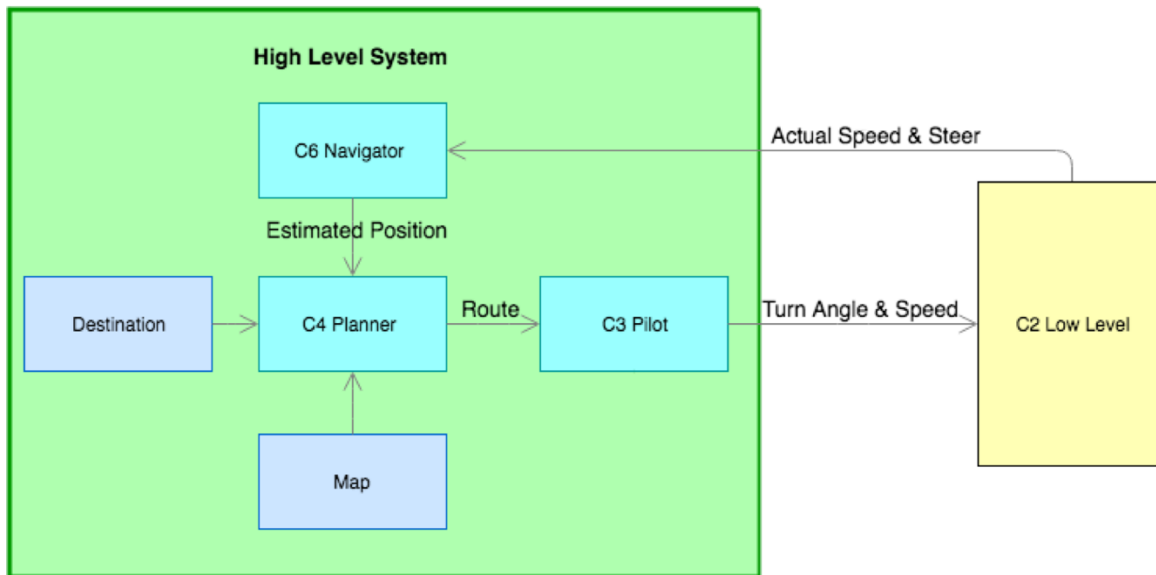 High Level System
C6 Navigator
Actual Speed & Steer
Estimated Position
Destination
C4 Planner
Route
C3 Pilot
Turn Angle & Speed
C2 Low Level
Map